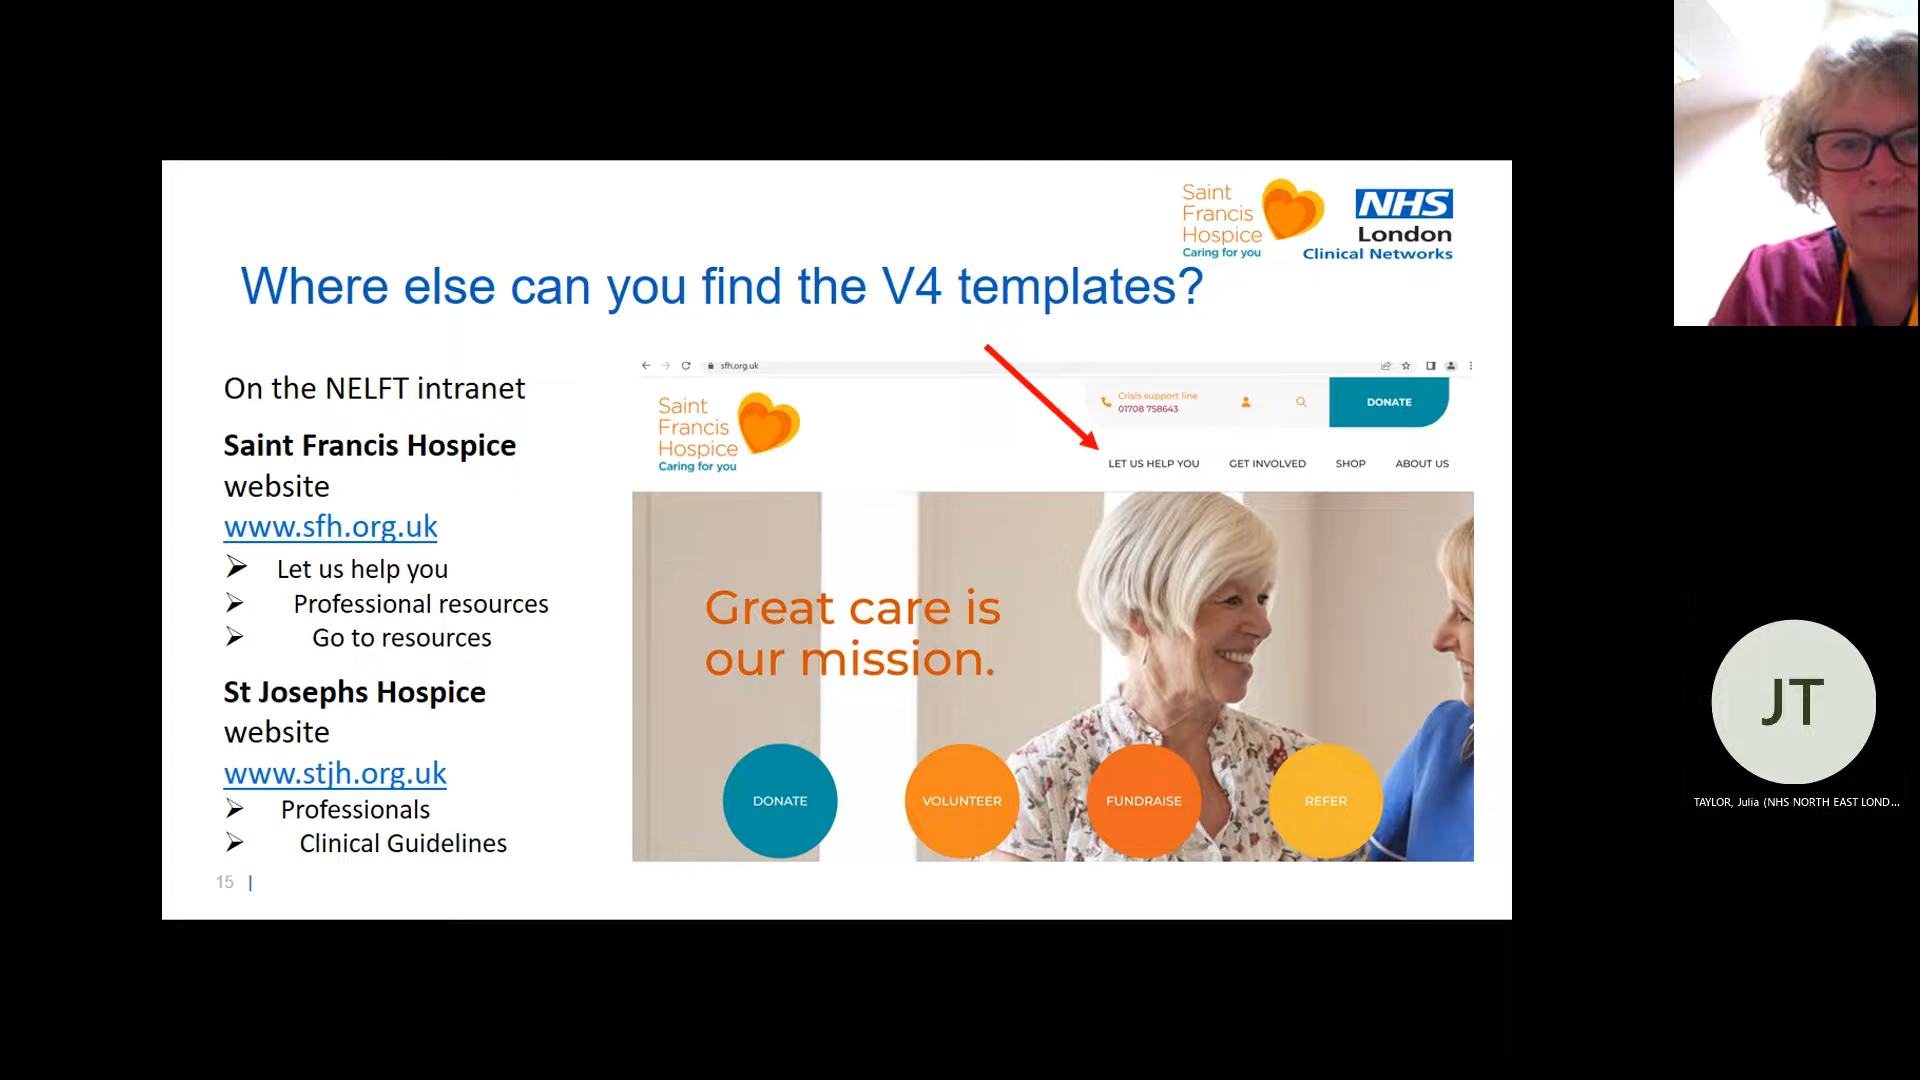 Saint
Francis
Hospice
Caring for you
NHS
London
Clinical Networks
Where else can you find the V4 templates?
On the NELFT intranet
Saint Francis Hospice
website
www.sfh.org.uk
Let us help you
Professional resources
Go to resources
St Josephs Hospice
website
www.stjh.org.uk
Professionals
Clinical Guidelines
15 |
sfh.org.uk
Saint
Francis
Hospice
Caring for you
Crisis support line
01708 758643
DONATE
LET US HELP YOU GET INVOLVED SHOP ABOUT US
Great care is
our mission.
DONATE VOLUNTEER FUNDRAISE REFER
JT
TAYLOR, Julia (NHS NORTH EAST LOND...